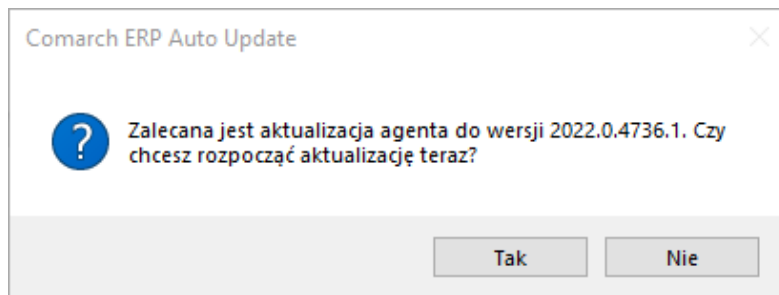 Comarch ERP Auto Update
Zalecana jest aktualizacja agenta do wersji 2022.0.4736.1. Czy
chcesz rozpocząć aktualizację teraz?
Tak
Nie